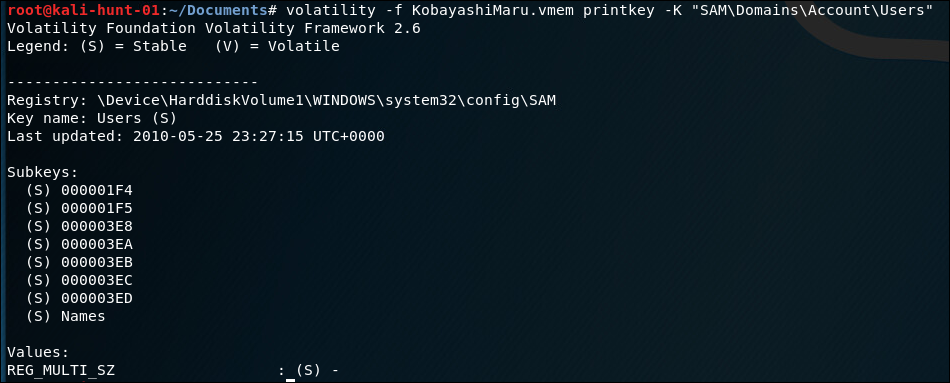 root@kali-hunt-01:~/Documents# volatility -f KobayashiMaru.vmem printkey -K "SAM\Domains\Account\Users"
Volatility Foundation Volatility Framework 2.6
Legend: (S) = Stable   (V) = Volatile

----------------------------
Registry: \Device\HarddiskVolume1\WINDOWS\system32\config\SAM
Key name: Users (S)
Last updated: 2010-05-25 23:27:15 UTC+0000

Subkeys:
  (S) 000001F4
  (S) 000001F5
  (S) 000003E8
  (S) 000003EA
  (S) 000003EB
  (S) 000003EC
  (S) 000003ED
  (S) Names

Values:
REG_MULTI_SZ                  : (S) -